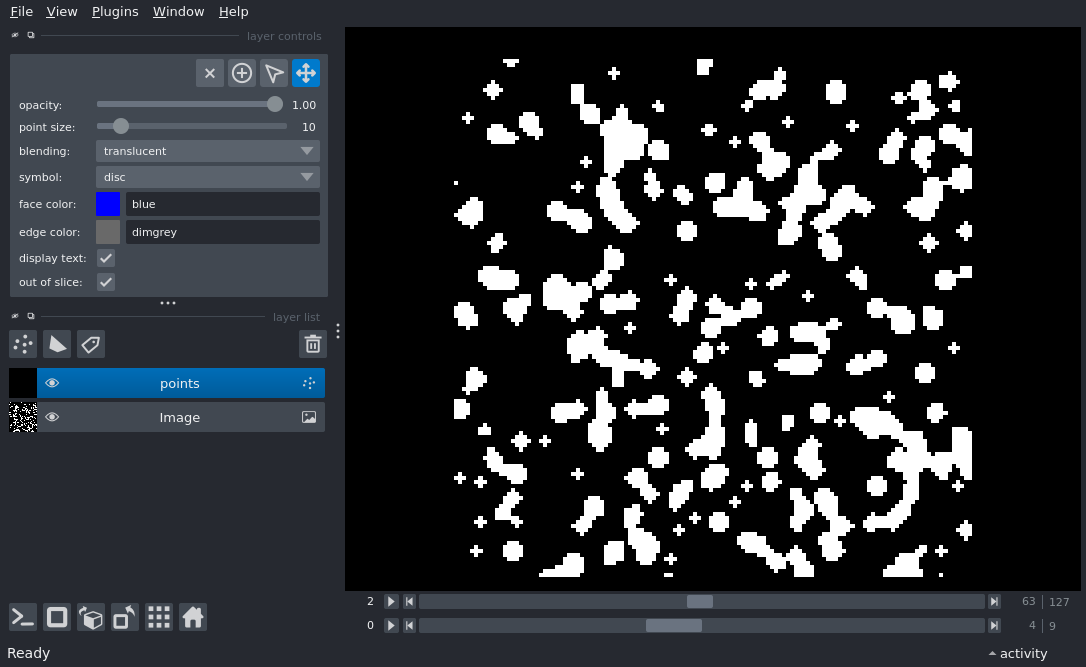 File View Plugins Window Help
layer controls
opacity: 1.00
point size: 10
blending: translucent
symbol: disc
face color: blue
edge color: dimgrey
display text:
out of slice:
layer list
points
Image
2 63 127
0 4 9
Ready activity